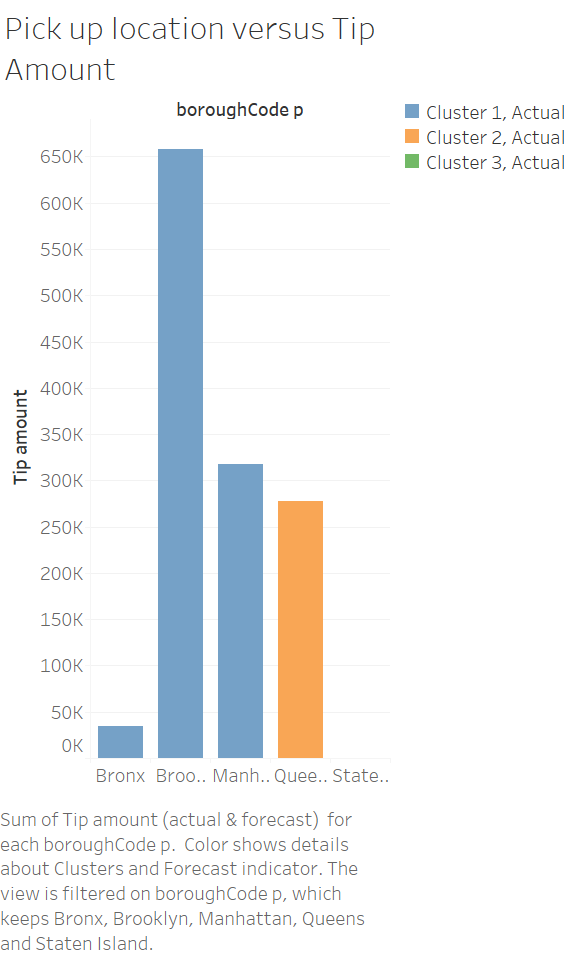 Pick up location versus Tip
Amount
boroughCode p
Cluster 1, Actual
Cluster 2, Actual
Cluster 3, Actual
Tip amount
650K
600K
550K
500K
450K
400K
350K
300K
250K
200K
150K
100K
50K
0K
Bronx Broo.. Manh.. Quee.. State..
Sum of Tip amount (actual & forecast) for
each boroughCode p. Color shows details
about Clusters and Forecast indicator. The
view is filtered on boroughCode p, which
keeps Bronx, Brooklyn, Manhattan, Queens
and Staten Island.